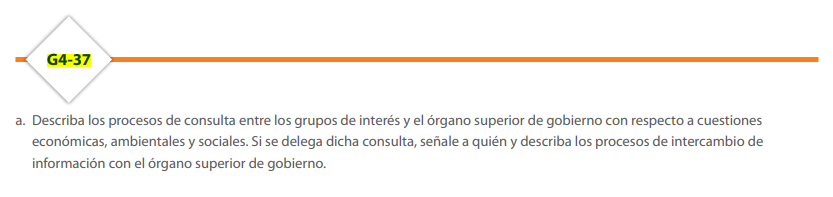 G4-37
a. Describa los procesos de consulta entre los grupos de interés y el órgano superior de gobierno con respecto a cuestiones
económicas, ambientales y sociales. Si se delega dicha consulta, señale a quién y describa los procesos de intercambio de
información con el órgano superior de gobierno.